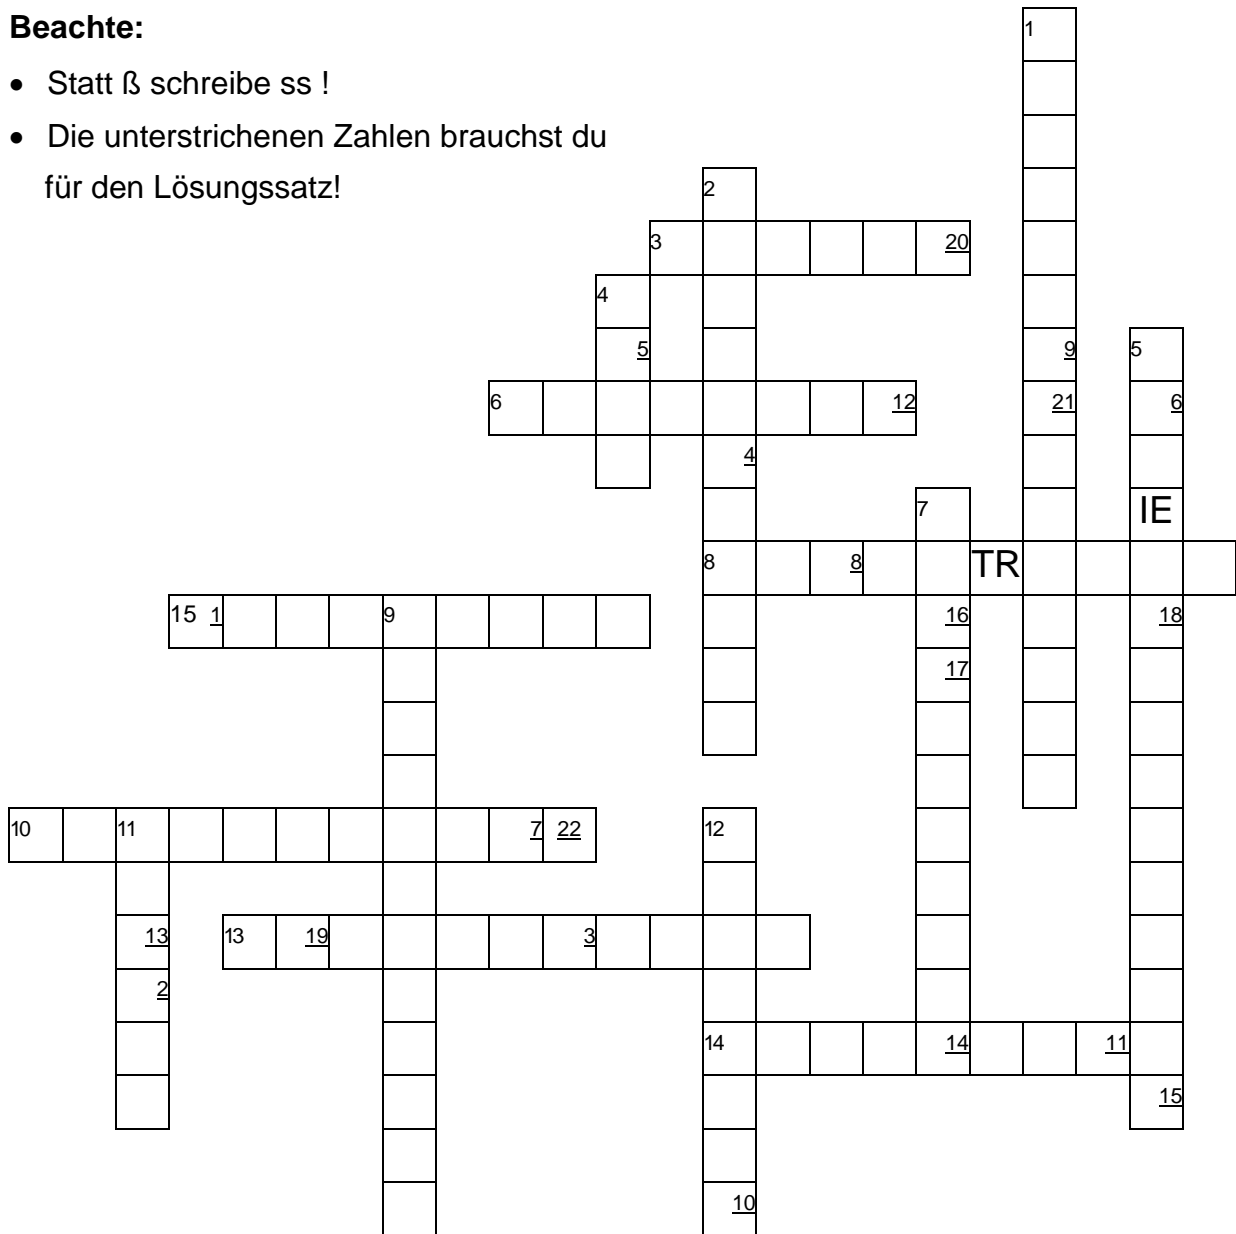 Beachte:
1
• Statt ß schreibe ss !
• Die unterstrichenen Zahlen brauchst du
für den Lösungssatz!
2
3 20
4
5 9 5
6 12 21 6
4
7 IE
8 8 TR
15 1 9 16 18
17
10 11 7 22 12
13 13 19 3
2
14 14 11
15
10